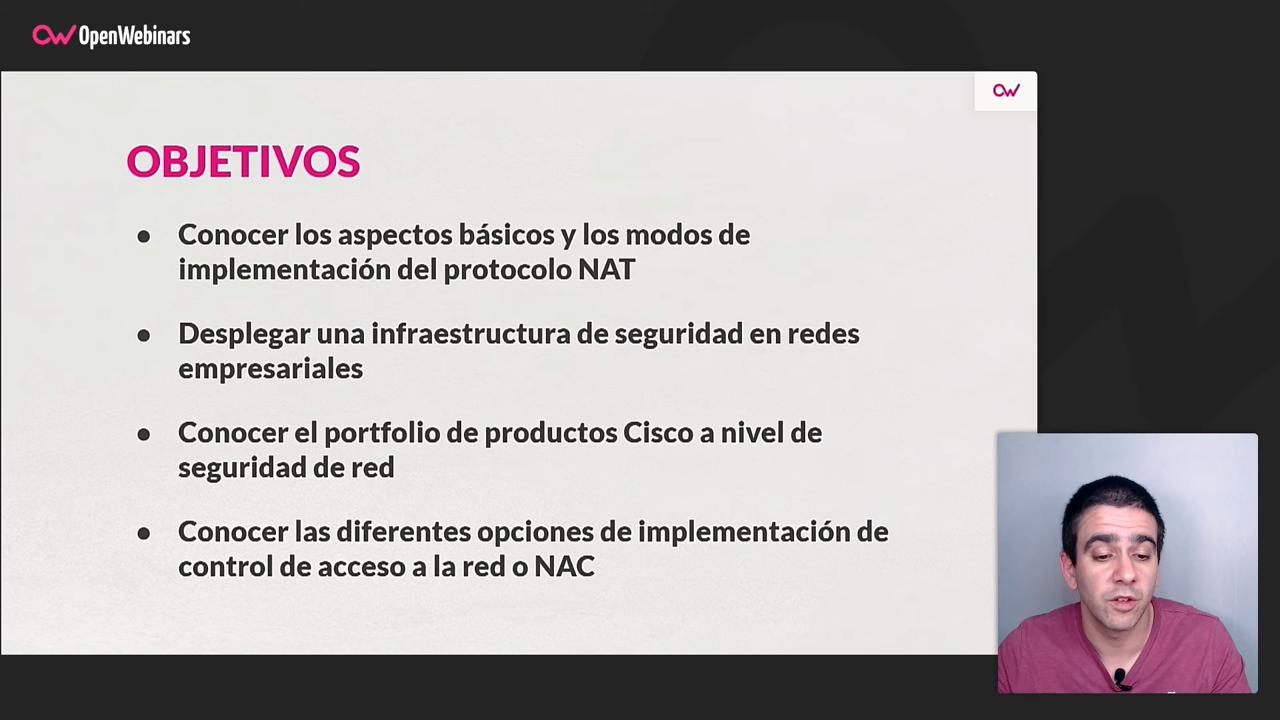 OpenWebinars
OBJETIVOS
● Conocer los aspectos básicos y los modos de
implementación del protocolo NAT
● Desplegar una infraestructura de seguridad en redes
empresariales
● Conocer el portfolio de productos Cisco a nivel de
seguridad de red
● Conocer las diferentes opciones de implementación de
control de acceso a la red o NAC